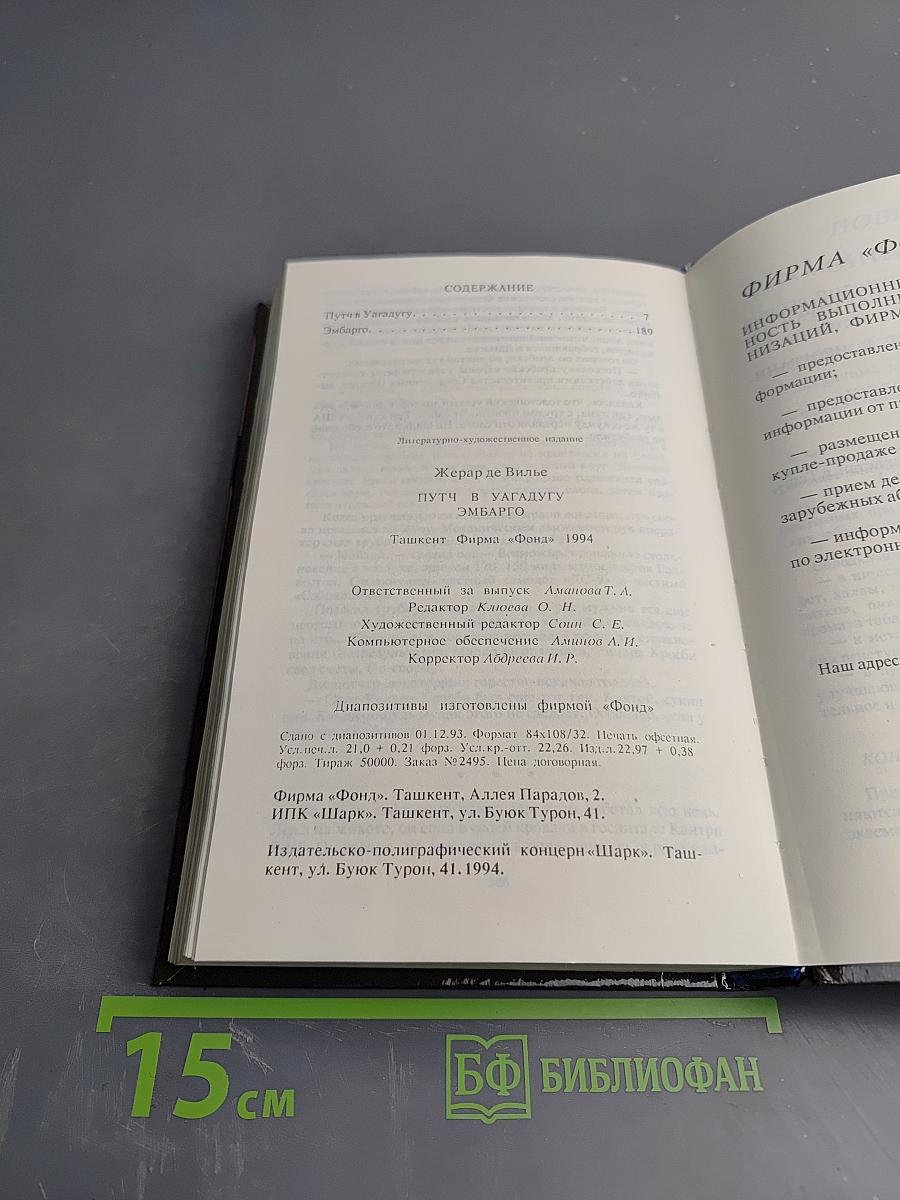 СОДЕРЖАНИЕ
Путч в Уагадугу. . . . . . . . . . . . . . . . . . . . . . . 7
Эмбарго. . . . . . . . . . . . . . . . . . . . . . . . . . . 189
Литературно-художественное издание
Жерар де Вилье
ПУТЧ В УАГАДУГУ
ЭМБАРГО
Ташкент Фирма «Фонд» 1994
Ответственный за выпуск Аманова Т. А.
Редактор Клюева О. Н.
Художественный редактор Соин С. Е.
Компьютерное обеспечение Аминов А. И.
Корректор Абдреева И. Р.
Диапозитивы изготовлены фирмой «Фонд»
Сдано с диапозитивов 01.12.93. Формат 84х108/32. Печать офсетная.
Усл.печ.л. 21,0 + 0,21 форз. Усл.кр.-отт. 22,26. Изд.л.22,97 + 0,38
форз. Тираж 50000. Заказ №2495. Цена договорная.
Фирма «Фонд». Ташкент, Аллея Парадов, 2.
ИПК «Шарк». Ташкент, ул. Буюк Турон, 41.
Издательско-полиграфический концерн «Шарк». Таш-
кент, ул. Буюк Турон, 41. 1994.
ФИРМА «Ф
ИНФОРМАЦИОНН
НОСТЬ ВЫПОЛН
НИЗАЦИЙ, ФИРМ
— предоставлен
формации;
— предоставле
информации от п
— размещен
купле-продаже
— прием де
зарубежных аб
— информ
по электронн
Наш адрес
15 см
БФ БИБЛИОФАН